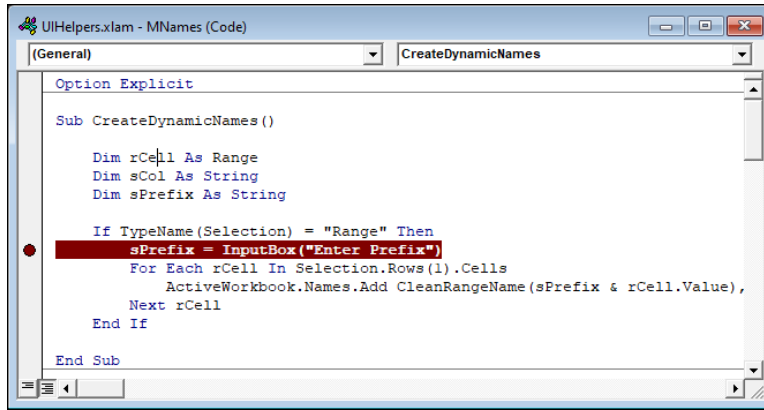 UIHelpers.xlam - MNames (Code)
(General) CreateDynamicNames
Option Explicit
Sub CreateDynamicNames()
Dim rCell As Range
Dim sCol As String
Dim sPrefix As String
If TypeName(Selection) = "Range" Then
sPrefix = InputBox("Enter Prefix")
For Each rCell In Selection.Rows(1).Cells
ActiveWorkbook.Names.Add CleanRangeName(sPrefix & rCell.Value),
Next rCell
End If
End Sub